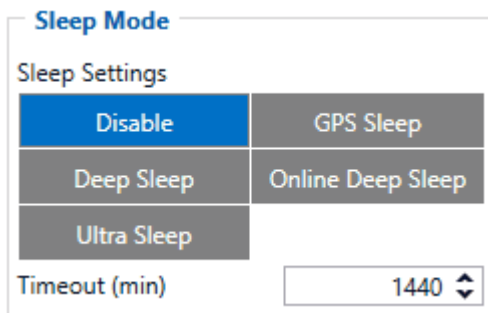 Sleep Mode
Sleep Settings
Disable GPS Sleep
Deep Sleep Online Deep Sleep
Ultra Sleep
Timeout (min) 1440